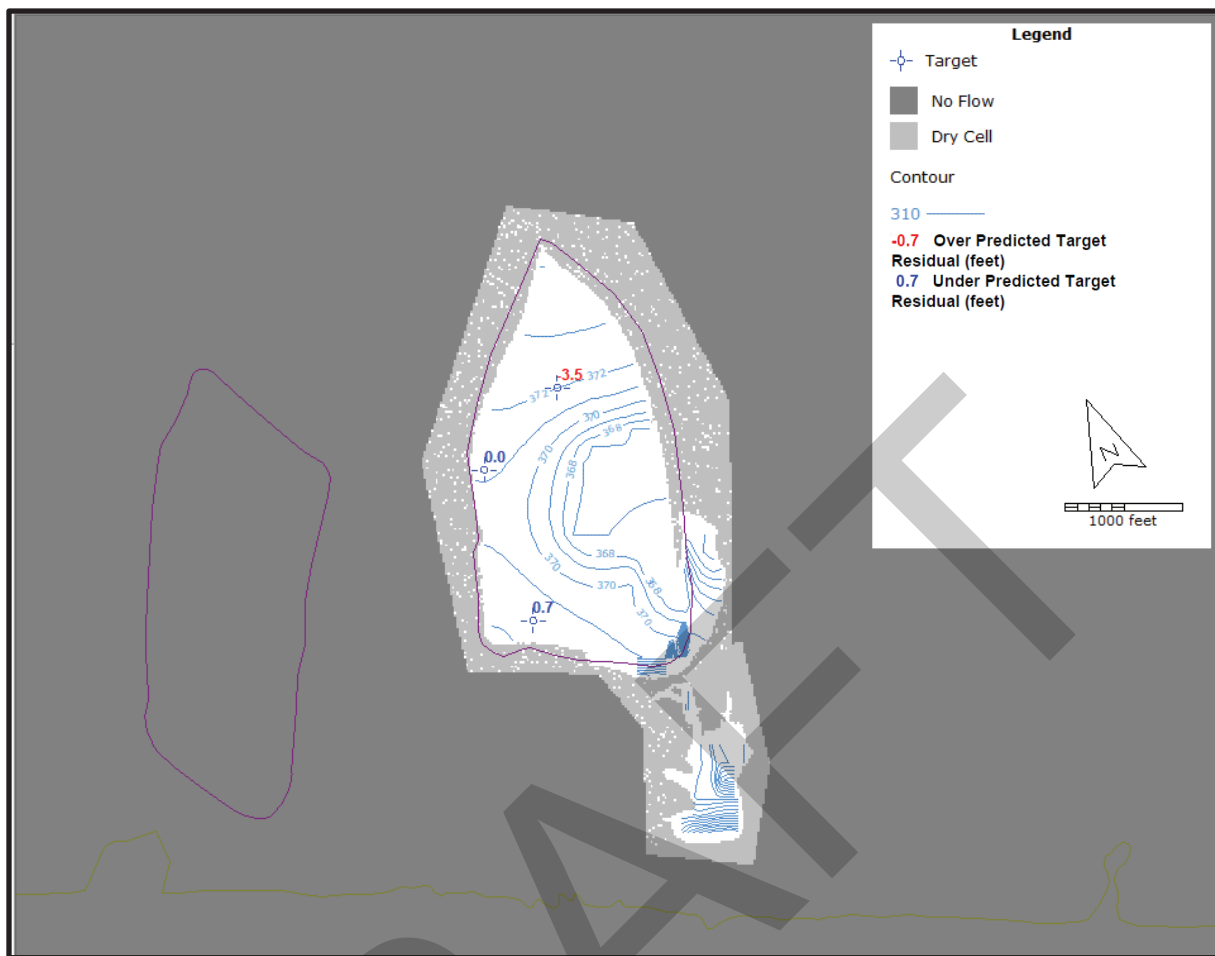 Legend
Target
No Flow
Dry Cell
Contour
310
-0.7 Over Predicted Target
Residual (feet)
0.7 Under Predicted Target
Residual (feet)
N
1000 feet
-3.5
372
372
370
368
0.0
370
368
368
370
368
370
0.7
DRAFT